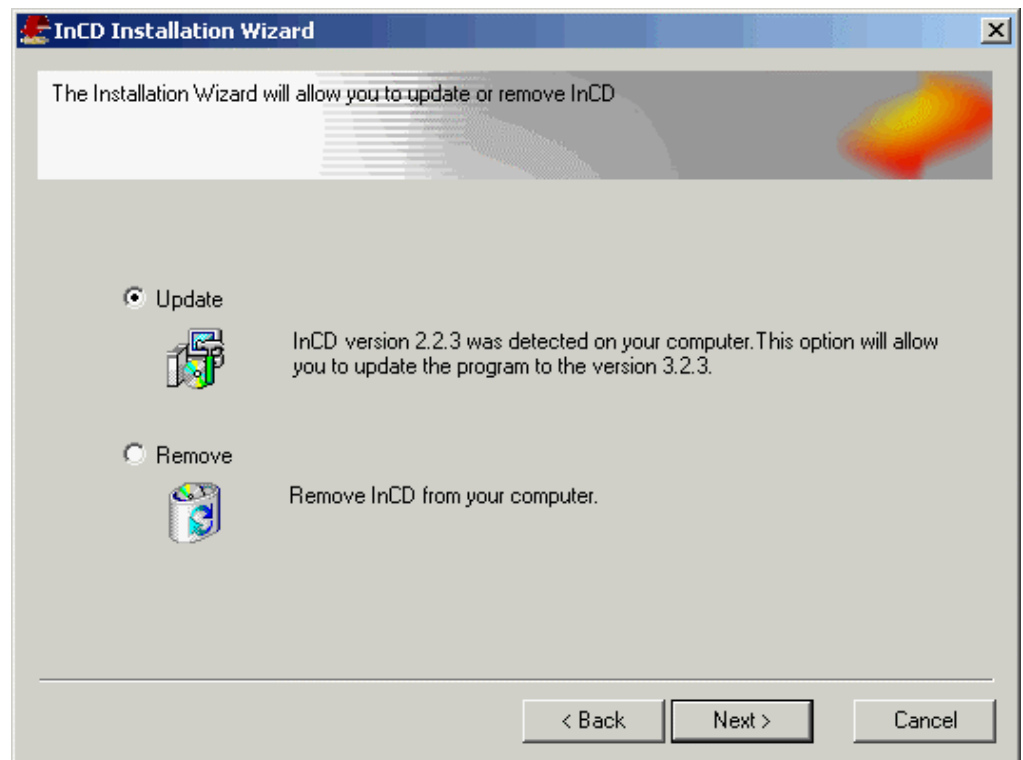 InCD Installation Wizard
The Installation Wizard will allow you to update or remove InCD
Update
InCD version 2.2.3 was detected on your computer.This option will allow
you to update the program to the version 3.2.3.
Remove
Remove InCD from your computer.
< Back
Next >
Cancel